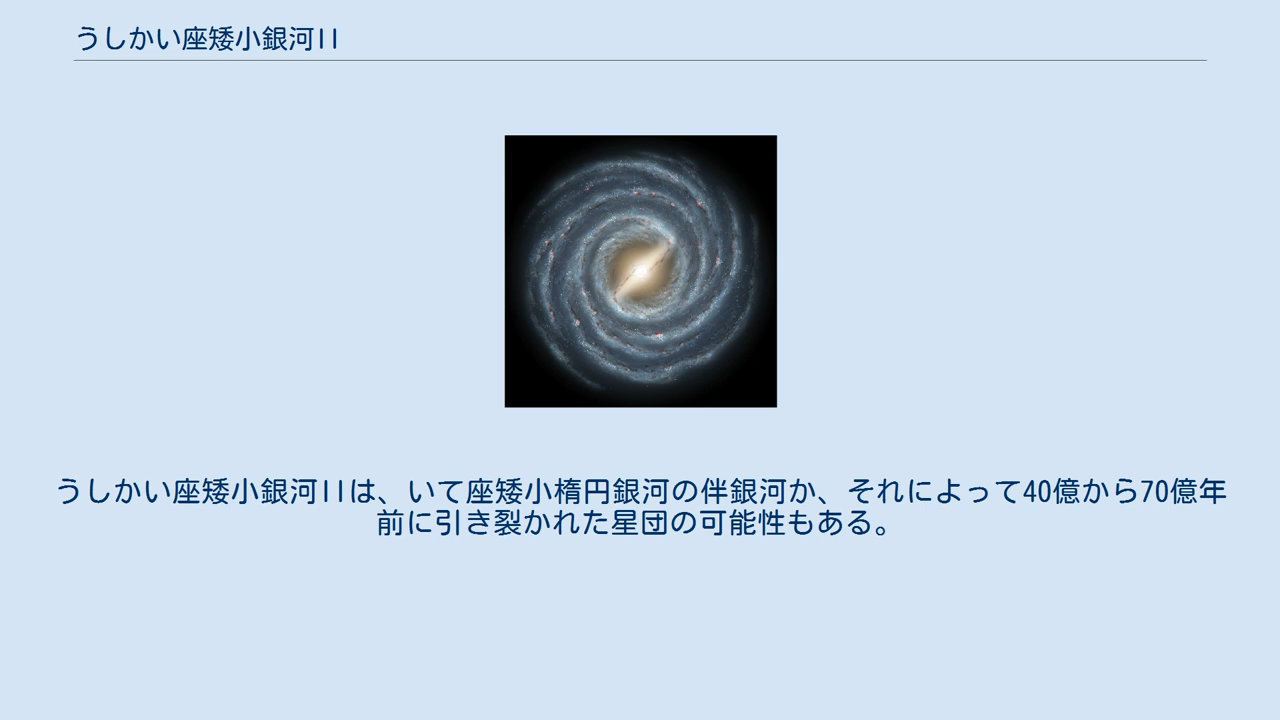 うしかい座矮小銀河II
うしかい座矮小銀河IIは、いて座矮小楕円銀河の伴銀河か、それによって40億から70億年
前に引き裂かれた星団の可能性もある。